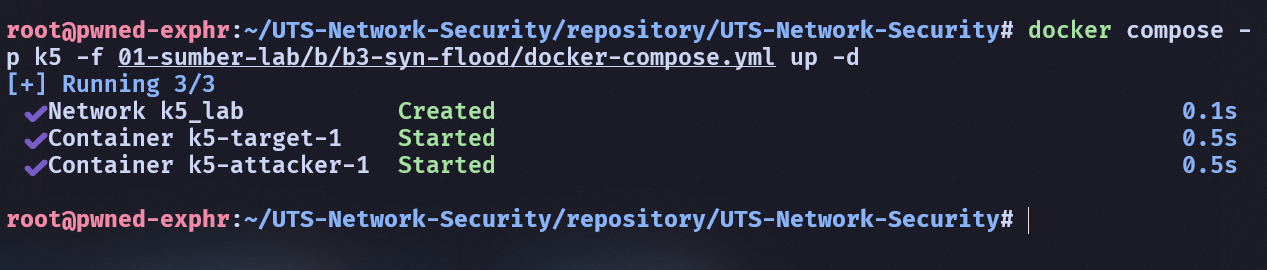 root@pwned-exphr:~/UTS-Network-Security/repository/UTS-Network-Security# docker compose -
p k5 -f 01-sumber-lab/b/b3-syn-flood/docker-compose.yml up -d
[+] Running 3/3
✔Network k5_lab Created 0.1s
✔Container k5-target-1 Started 0.5s
✔Container k5-attacker-1 Started 0.5s
root@pwned-exphr:~/UTS-Network-Security/repository/UTS-Network-Security#